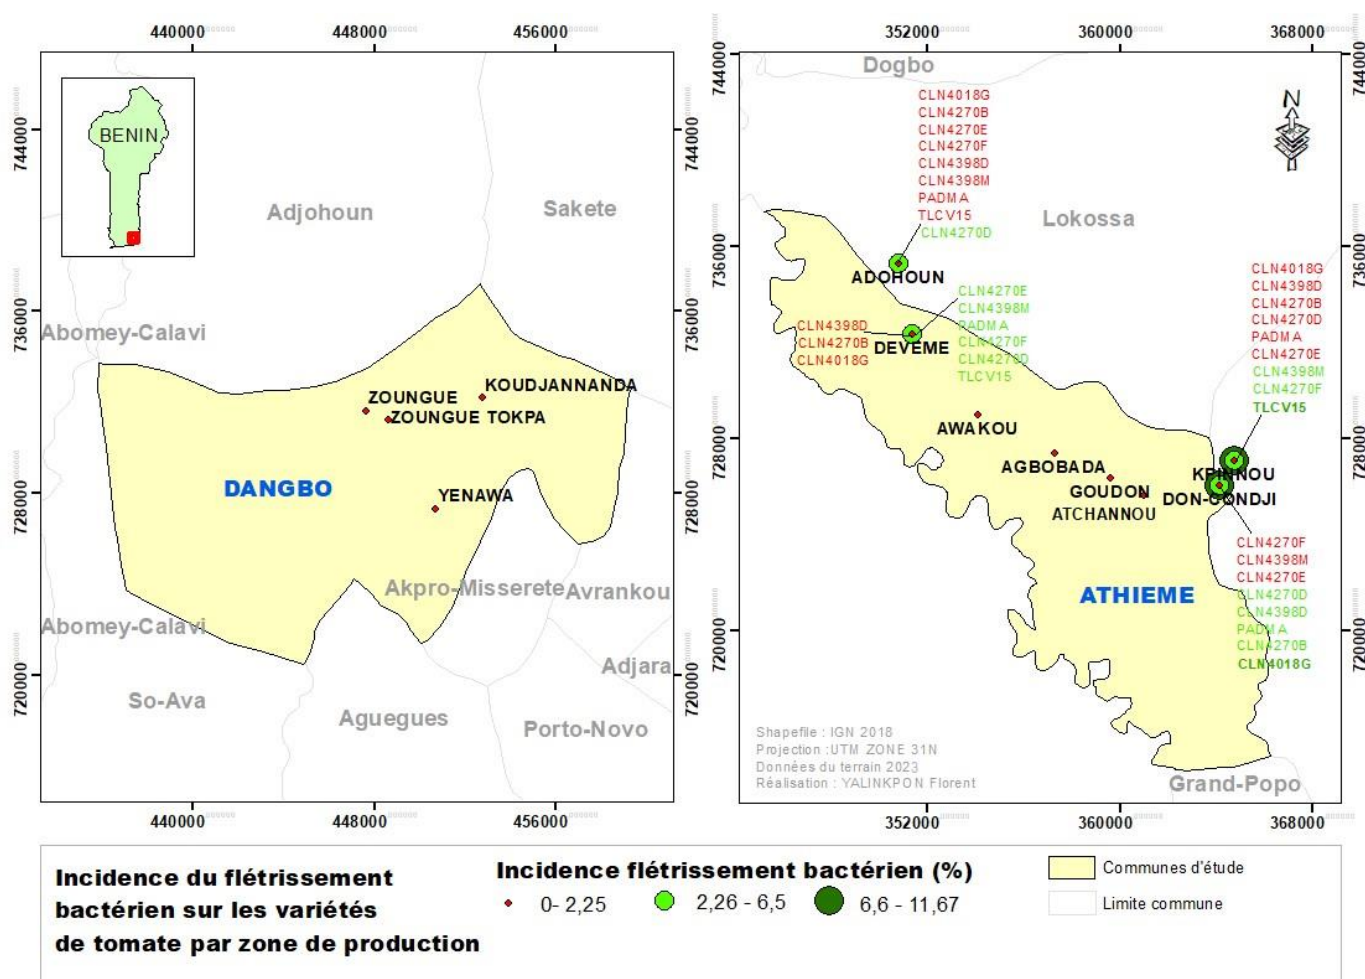 440000
448000
456000
744000
736000
728000
720000
BENIN
Adjohoun
Sakete
Abomey-Calavi
KOUDJANNANDA
ZOUNGUE
ZOUNGUE TOKPA
DANGBO
YENAWA
Akpro-Misserete
Avrankou
Abomey-Calavi
Adjara
So-Ava
Aguegues
Porto-Novo
744000
736000
728000
720000
440000
448000
456000
352000
360000
368000
744000
736000
728000
720000
Dogbo
N
CLN4018G
CLN4270B
CLN4270E
CLN4270F
CLN4398D
CLN4398M
PADMA
TLCV15
CLN4270D
Lokossa
ADOHOUN
CLN4398D
CLN4270B
CLN4018G
DEVEME
CLN4270E
CLN4398M
PADMA
CLN4270F
CLN4270D
TLCV15
CLN4018G
CLN4398D
CLN4270B
CLN4270D
PADMA
CLN4270E
CLN4398M
CLN4270F
TLCV15
AWAKOU
AGBOBADA
GOUDON
ATCHANNOU
KPINNOU
DON-CONDJI
CLN4270F
CLN4398M
CLN4270E
CLN4270D
CLN4398D
PADMA
CLN4270B
CLN4018G
ATHIEME
Shapefile : IGN 2018
Projection :UTM ZONE 31N
Données du terrain 2023
Réalisation : YALINKPON Florent
Grand-Popo
744000
736000
728000
720000
352000
360000
368000
Incidence du flétrissement
bactérien sur les variétés
de tomate par zone de production
Incidence flétrissement bactérien (%)
0- 2,25
2,26 - 6,5
6,6 - 11,67
Communes d'étude
Limite commune